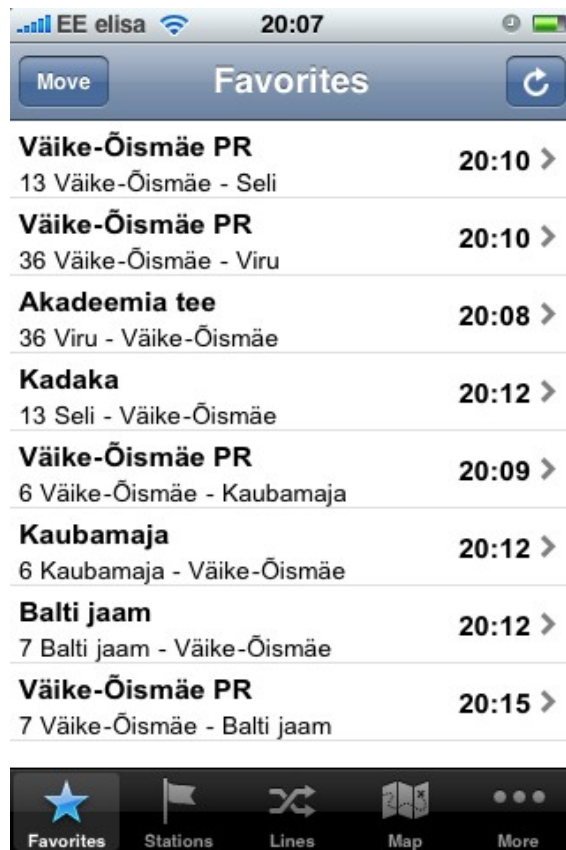 EE elisa 20:07
Move Favorites
Väike-Õismäe PR
20:10
13 Väike-Õismäe - Seli
Väike-Õismäe PR
20:10
36 Väike-Õismäe - Viru
Akadeemia tee
20:08
36 Viru - Väike-Õismäe
Kadaka
20:12
13 Seli - Väike-Õismäe
Väike-Õismäe PR
20:09
6 Väike-Õismäe - Kaubamaja
Kaubamaja
20:12
6 Kaubamaja - Väike-Õismäe
Balti jaam
20:12
7 Balti jaam - Väike-Õismäe
Väike-Õismäe PR
20:15
7 Väike-Õismäe - Balti jaam
Favorites Stations Lines Map More